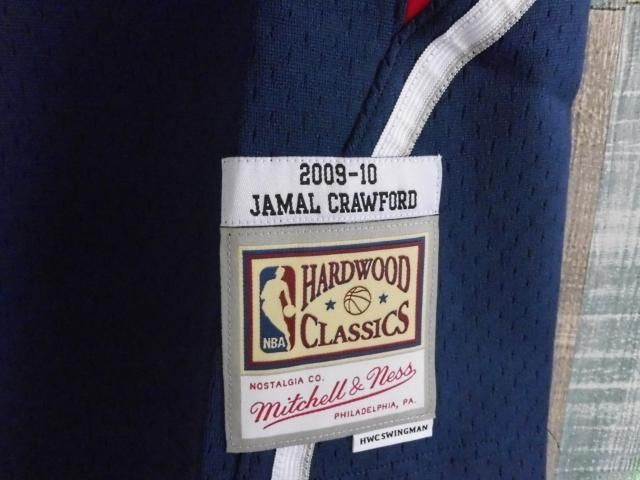 2009-10
JAMAL CRAWFORD
HARDWOOD
CLASSICS
NBA
NOSTALGIA CO.
Mitchell & Ness
PHILADELPHIA, PA.
HWC SWINGMAN